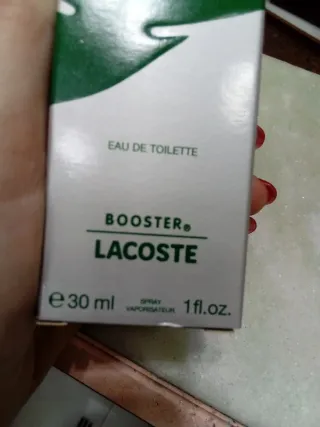 EAU DE TOILETTE
BOOSTER®
LACOSTE
℮30 ml SPRAY VAPORISATEUR 1fl.oz.